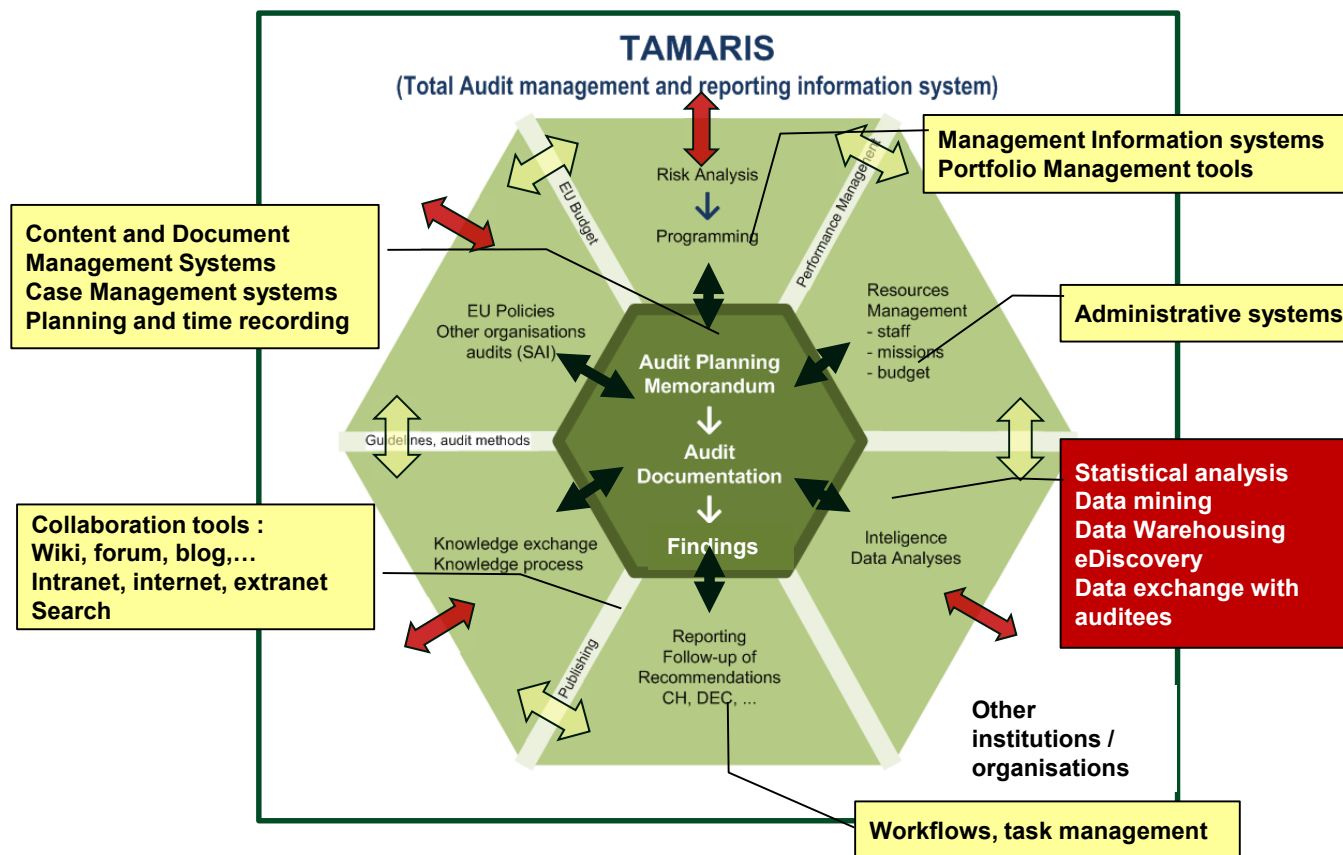 TAMARIS
(Total Audit management and reporting information system)
Management Information systems
Portfolio Management tools
Risk Analysis
Programming
EU Budget
Performance Management
Content and Document
Management Systems
Case Management systems
Planning and time recording
EU Policies
Other organisations
audits (SAI)
Resources
Management
- staff
- missions
- budget
Administrative systems
Audit Planning
Memorandum
Audit
Documentation
Findings
Guidelines, audit methods
Statistical analysis
Data mining
Data Warehousing
eDiscovery
Data exchange with
auditees
Collaboration tools :
Wiki, forum, blog,…
Intranet, internet, extranet
Search
Knowledge exchange
Knowledge process
Inteligence
Data Analyses
Publishing
Reporting
Follow-up of
Recommendations
CH, DEC, ...
Other
institutions /
organisations
Workflows, task management